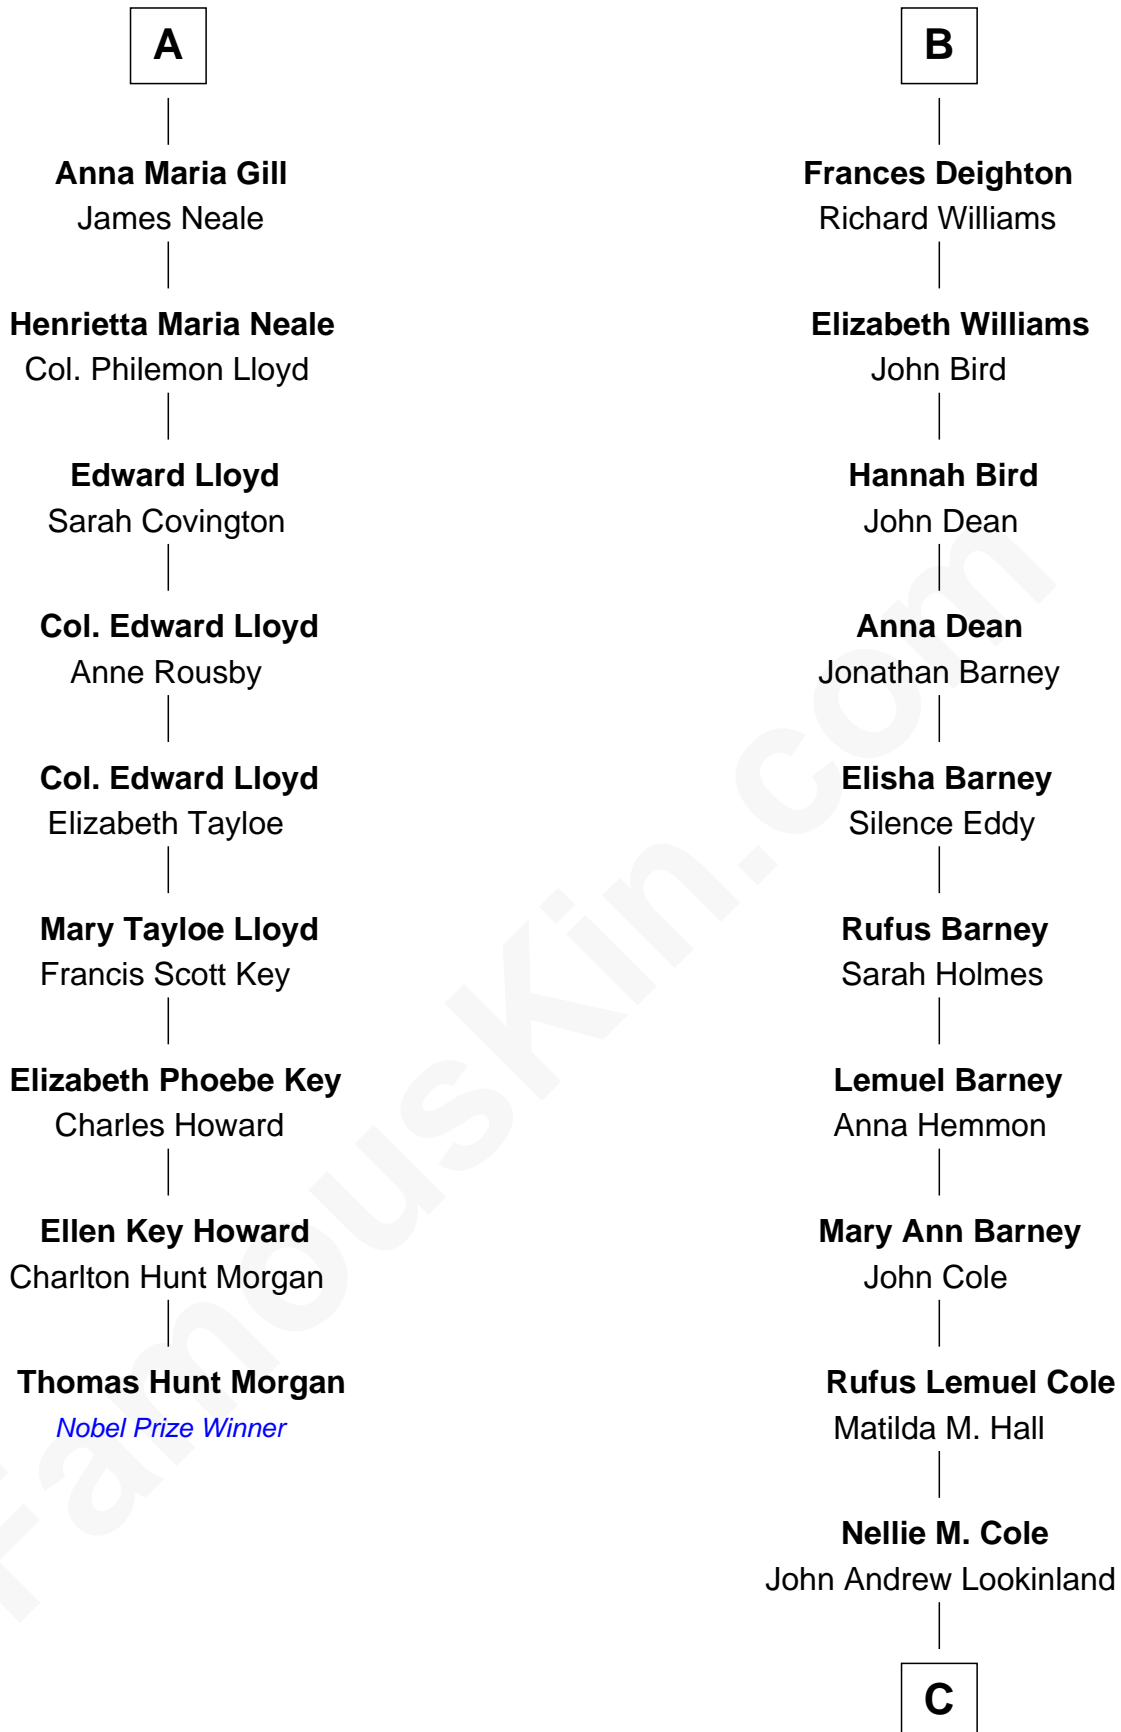 A
Anna Maria Gill
James Neale
Henrietta Maria Neale
Col. Philemon Lloyd
Edward Lloyd
Sarah Covington
Col. Edward Lloyd
Anne Rousby
Col. Edward Lloyd
Elizabeth Tayloe
Mary Tayloe Lloyd
Francis Scott Key
Elizabeth Phoebe Key
Charles Howard
Ellen Key Howard
Charlton Hunt Morgan
Thomas Hunt Morgan
Nobel Prize Winner
B
Frances Deighton
Richard Williams
Elizabeth Williams
John Bird
Hannah Bird
John Dean
Anna Dean
Jonathan Barney
Elisha Barney
Silence Eddy
Rufus Barney
Sarah Holmes
Lemuel Barney
Anna Hemmon
Mary Ann Barney
John Cole
Rufus Lemuel Cole
Matilda M. Hall
Nellie M. Cole
John Andrew Lookinland
C
FamousKin.com